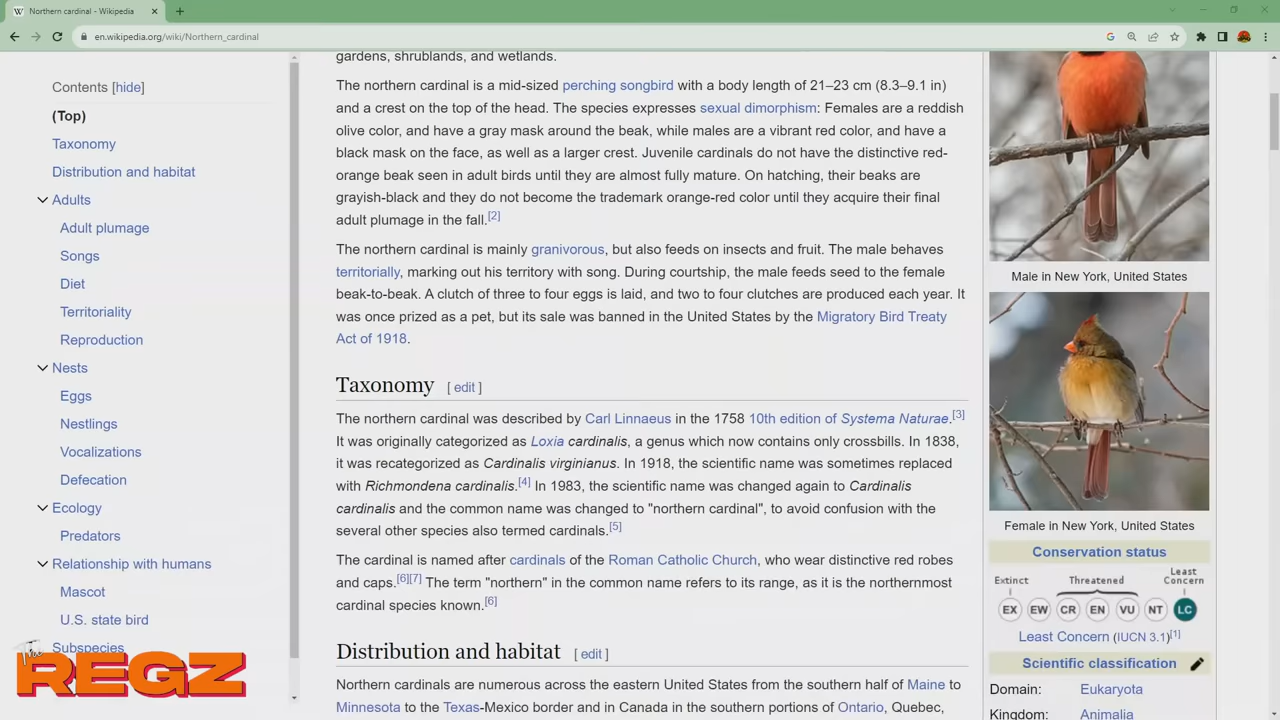 Northern cardinal - Wikipedia
en.wikipedia.org/wiki/Northern_cardinal
Contents [hide]
(Top)
Taxonomy
Distribution and habitat
Adults
Adult plumage
Songs
Diet
Territoriality
Reproduction
Nests
Eggs
Nestlings
Vocalizations
Defecation
Ecology
Predators
Relationship with humans
Mascot
U.S. state bird
Subspecies
The REGZ
gardens, shrublands, and wetlands.
The northern cardinal is a mid-sized perching songbird with a body length of 21–23 cm (8.3–9.1 in)
and a crest on the top of the head. The species expresses sexual dimorphism: Females are a reddish
olive color, and have a gray mask around the beak, while males are a vibrant red color, and have a
black mask on the face, as well as a larger crest. Juvenile cardinals do not have the distinctive red-
orange beak seen in adult birds until they are almost fully mature. On hatching, their beaks are
grayish-black and they do not become the trademark orange-red color until they acquire their final
adult plumage in the fall.[2]
The northern cardinal is mainly granivorous, but also feeds on insects and fruit. The male behaves
territorially, marking out his territory with song. During courtship, the male feeds seed to the female
beak-to-beak. A clutch of three to four eggs is laid, and two to four clutches are produced each year. It
was once prized as a pet, but its sale was banned in the United States by the Migratory Bird Treaty
Act of 1918.
Taxonomy [ edit ]
The northern cardinal was described by Carl Linnaeus in the 1758 10th edition of Systema Naturae.[3]
It was originally categorized as Loxia cardinalis, a genus which now contains only crossbills. In 1838,
it was recategorized as Cardinalis virginianus. In 1918, the scientific name was sometimes replaced
with Richmondena cardinalis.[4] In 1983, the scientific name was changed again to Cardinalis
cardinalis and the common name was changed to "northern cardinal", to avoid confusion with the
several other species also termed cardinals.[5]
The cardinal is named after cardinals of the Roman Catholic Church, who wear distinctive red robes
and caps.[6][7] The term "northern" in the common name refers to its range, as it is the northernmost
cardinal species known.[6]
Distribution and habitat [ edit ]
Northern cardinals are numerous across the eastern United States from the southern half of Maine to
Minnesota to the Texas-Mexico border and in Canada in the southern portions of Ontario, Quebec,
Male in New York, United States
Female in New York, United States
Conservation status
Extinct Threatened Least Concern
EX EW CR EN VU NT LC
Least Concern (IUCN 3.1)[1]
Scientific classification
Domain: Eukaryota
Kingdom: Animalia